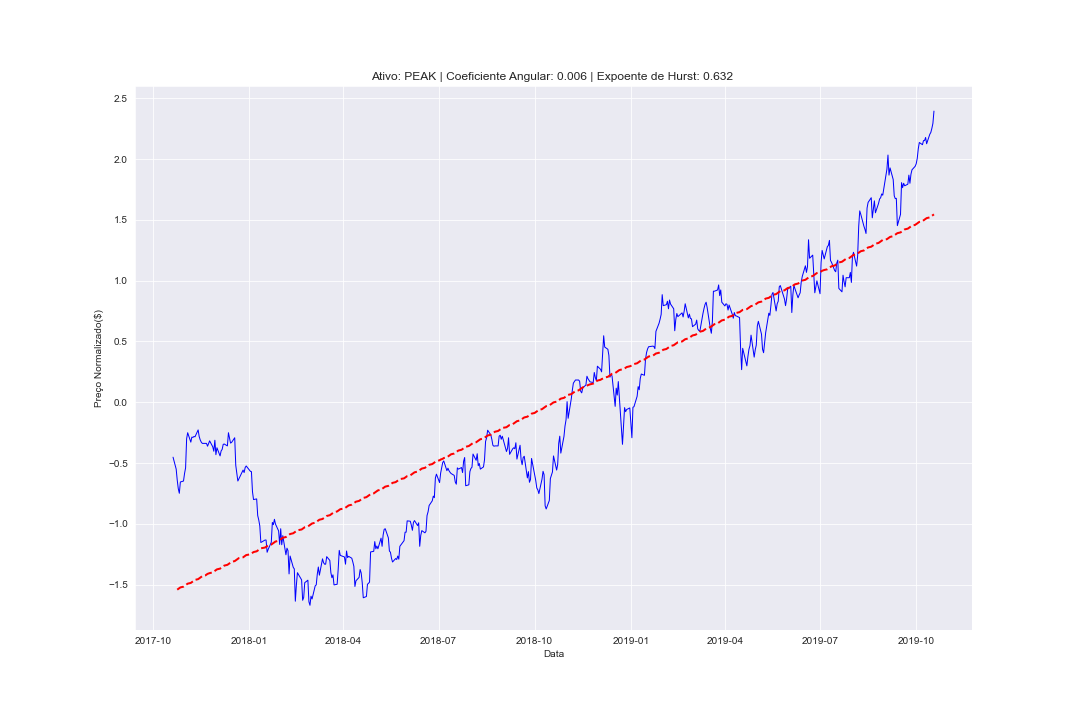 Ativo: PEAK | Coeficiente Angular: 0.006 | Expoente de Hurst: 0.632
Preço Normalizado($)
2.5
2.0
1.5
1.0
0.5
0.0
−0.5
−1.0
−1.5
2017-10 2018-01 2018-04 2018-07 2018-10 2019-01 2019-04 2019-07 2019-10
Data